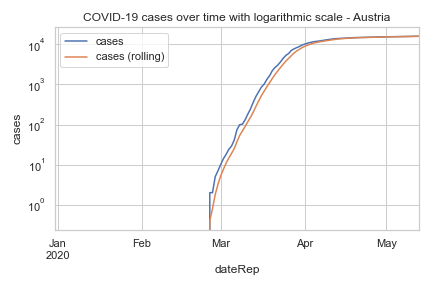 COVID-19 cases over time with logarithmic scale - Austria
cases
cases (rolling)
10^4
10^3
10^2
10^1
10^0
cases
Jan Feb Mar Apr May
2020
dateRep